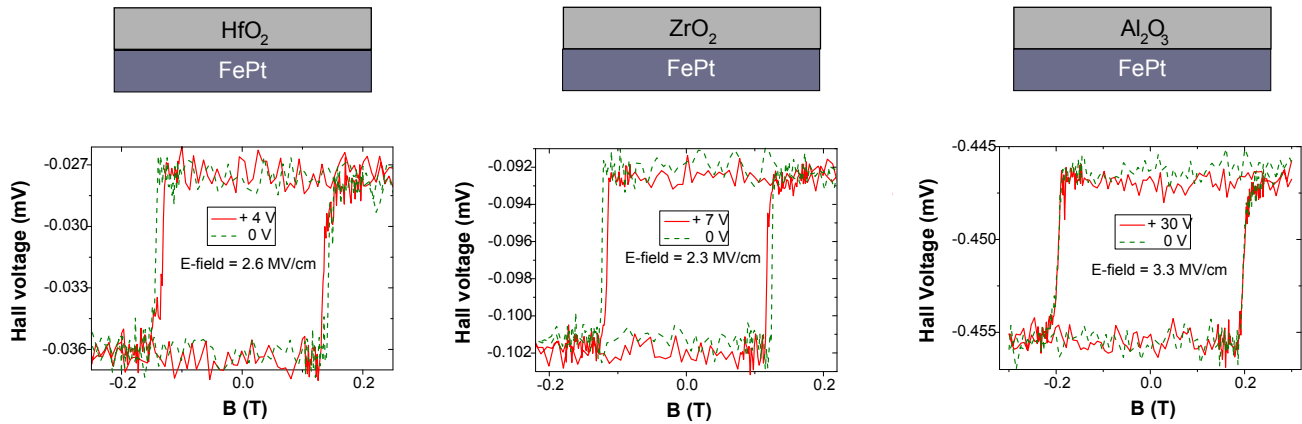 HfO₂
FePt
ZrO₂
FePt
Al₂O₃
FePt
Hall voltage (mV)
-0.027
-0.030
-0.033
-0.036
+ 4 V
0 V
E-field = 2.6 MV/cm
-0.2
0.0
0.2
B (T)
Hall voltage (mV)
-0.092
-0.094
-0.096
-0.098
-0.100
-0.102
+ 7 V
0 V
E-field = 2.3 MV/cm
-0.2
0.0
0.2
B (T)
Hall Voltage (mV)
-0.445
-0.450
-0.455
+ 30 V
0 V
E-field = 3.3 MV/cm
-0.2
0.0
0.2
B (T)